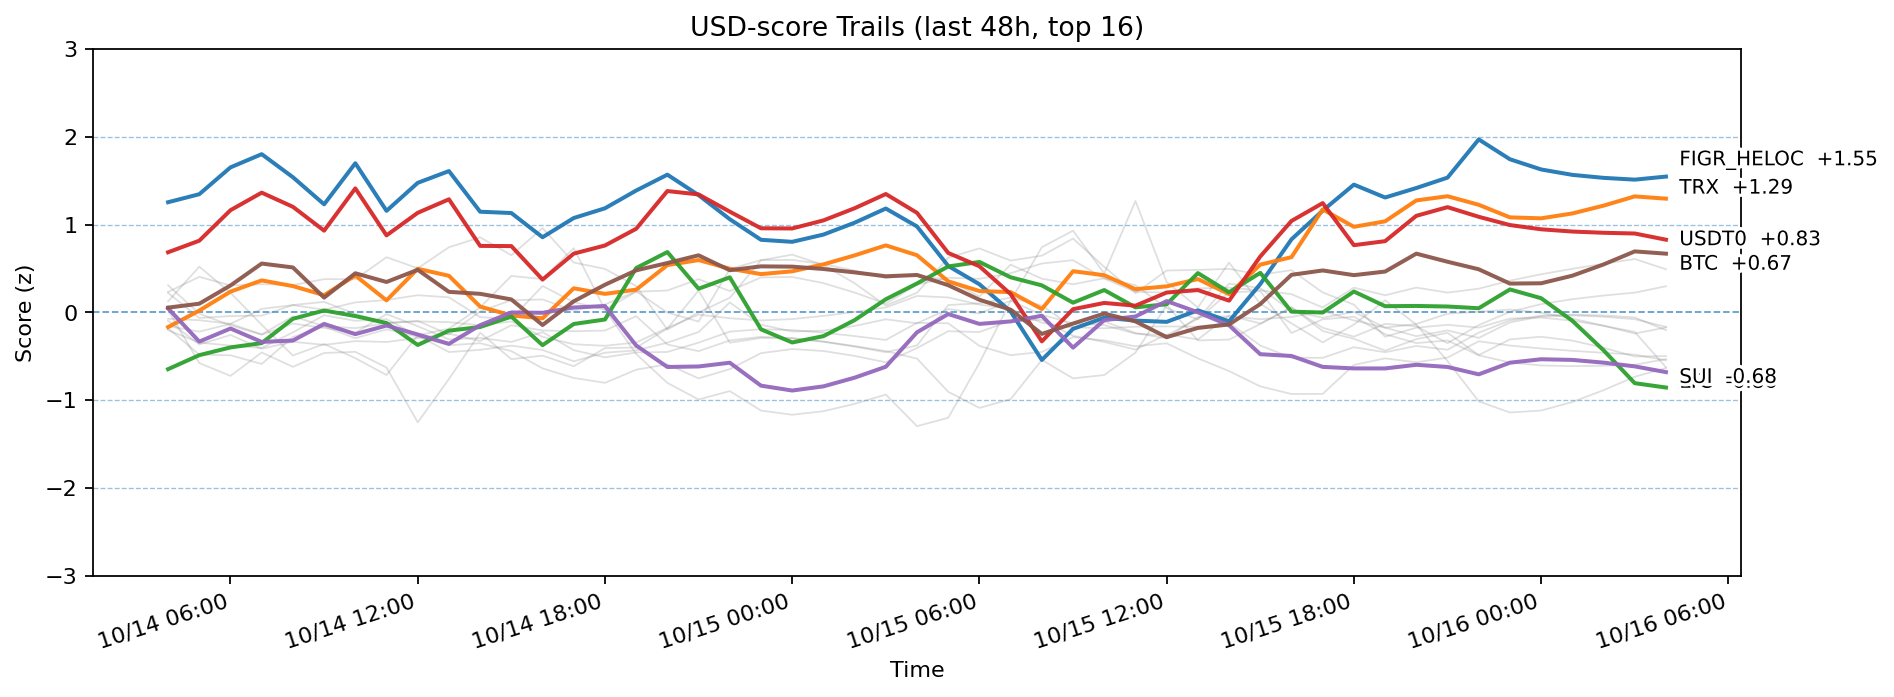 USD-score Trails (last 48h, top 16)
3
2
1
0
−1
−2
−3
Score (z)
FIGR_HELOC +1.55
TRX +1.29
USDT0 +0.83
BTC +0.67
SUI -0.68
10/14 06:00
10/14 12:00
10/14 18:00
10/15 00:00
10/15 06:00
10/15 12:00
10/15 18:00
10/16 00:00
10/16 06:00
Time